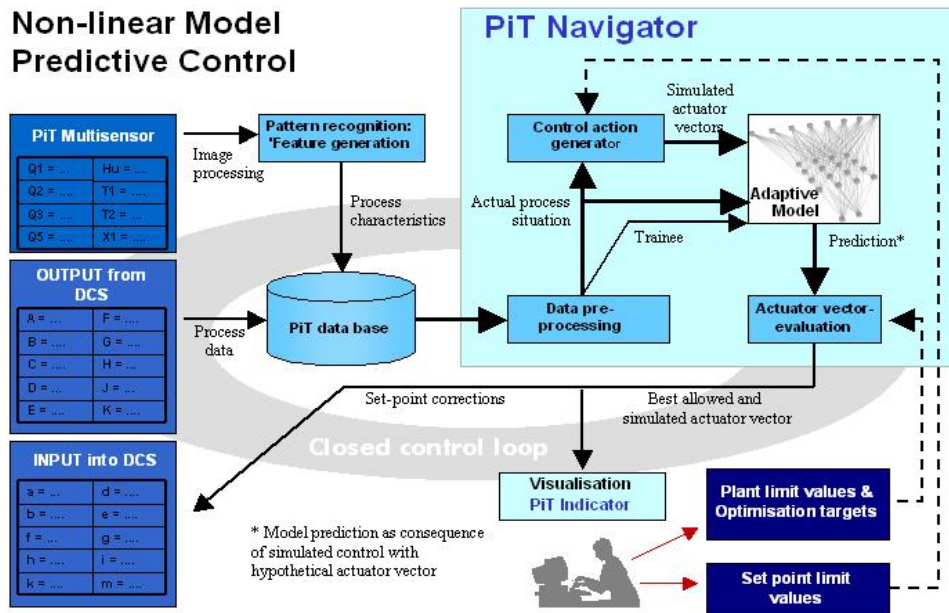 Non-linear Model
Predictive Control
PiT Navigator
PiT Multisensor
Q1 = ...
Hu = ...
Q2 = ....
T1 = ....
Q3 = ....
T2 = ....
Q5 = ....
X1 = ....
Image
processing
Pattern recognition:
'Feature generation
Process
characteristics
Control action
generator
Simulated
actuator
vectors
Adaptive
Model
Actual process
situation
Trainee
Prediction*
OUTPUT from
DCS
A = ...
F = ....
B = ....
G = ....
C = ....
H = ...
D = ....
J = ....
E = ....
K = ....
Process
data
PiT data base
Data pre-
processing
Actuator vector-
evaluation
Set-point corrections
Best allowed and
simulated actuator vector
Closed control loop
INPUT into DCS
a = ...
d = ....
b = ....
e = ....
f = ....
g = ....
h = ....
i = ....
k = ....
m = ....
Visualisation
PiT Indicator
* Model prediction as consequence
of simulated control with
hypothetical actuator vector
Plant limit values &
Optimisation targets
Set point limit
values